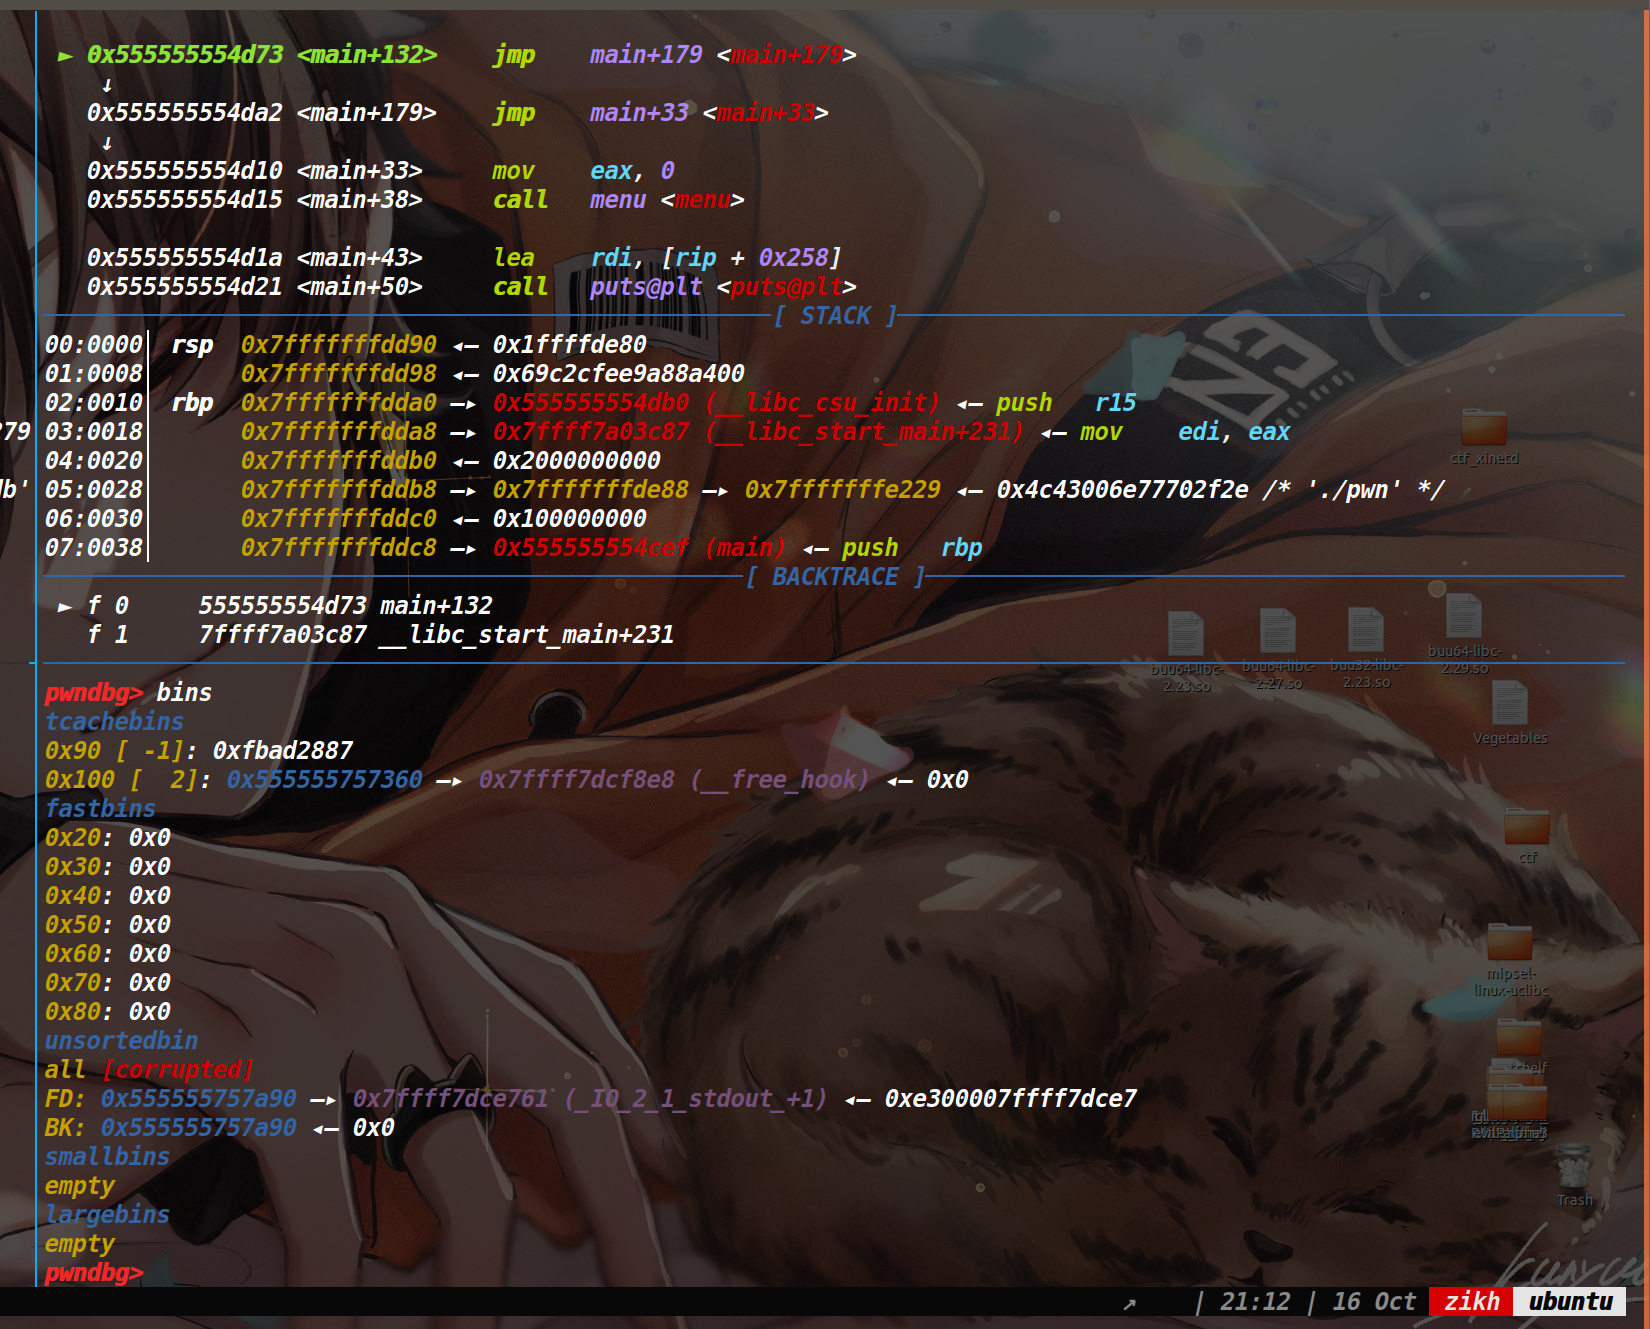 ► 0x555555554d73 <main+132> jmp main+179 <main+179>
↓
0x555555554da2 <main+179> jmp main+33 <main+33>
↓
0x555555554d10 <main+33> mov eax, 0
0x555555554d15 <main+38> call menu <menu>
0x555555554d1a <main+43> lea rdi, [rip + 0x258]
0x555555554d21 <main+50> call puts@plt <puts@plt>
[ STACK ]
00:0000│ rsp 0x7fffffffdd90 ◂— 0x1ffffde80
01:0008│ 0x7fffffffdd98 ◂— 0x69c2cfee9a88a400
02:0010│ rbp 0x7fffffffdda0 —▸ 0x555555554db0 (__libc_csu_init) ◂— push r15
79 03:0018│ 0x7fffffffdda8 —▸ 0x7ffff7a03c87 (__libc_start_main+231) ◂— mov edi, eax
04:0020│ 0x7fffffffddb0 ◂— 0x2000000000
b' 05:0028│ 0x7fffffffddb8 —▸ 0x7fffffffde88 —▸ 0x7fffffffe229 ◂— 0x4c43006e77702f2e /* './pwn' */
06:0030│ 0x7fffffffddc0 ◂— 0x100000000
07:0038│ 0x7fffffffddc8 —▸ 0x555555554cef (main) ◂— push rbp
[ BACKTRACE ]
► f 0 555555554d73 main+132
f 1 7ffff7a03c87 __libc_start_main+231
pwndbg> bins
tcachebins
0x90 [ -1]: 0xfbad2887
0x100 [ 2]: 0x555555757360 —▸ 0x7ffff7dcf8e8 (__free_hook) ◂— 0x0
fastbins
0x20: 0x0
0x30: 0x0
0x40: 0x0
0x50: 0x0
0x60: 0x0
0x70: 0x0
0x80: 0x0
unsortedbin
all [corrupted]
FD: 0x555555757a90 —▸ 0x7ffff7dce761 (_IO_2_1_stdout_+1) ◂— 0xe300007ffff7dce7
BK: 0x555555757a90 ◂— 0x0
smallbins
empty
largebins
empty
pwndbg>
ctf_xinetd
buu64-libc-
2.23.so
buu64-libc-
2.27.so
buu32-libc-
2.23.so
buu64-libc-
2.29.so
Vegetables
ctf
mipsel-
linux-uclibc
Trash
↗ | 21:12 | 16 Oct zikh ubuntu